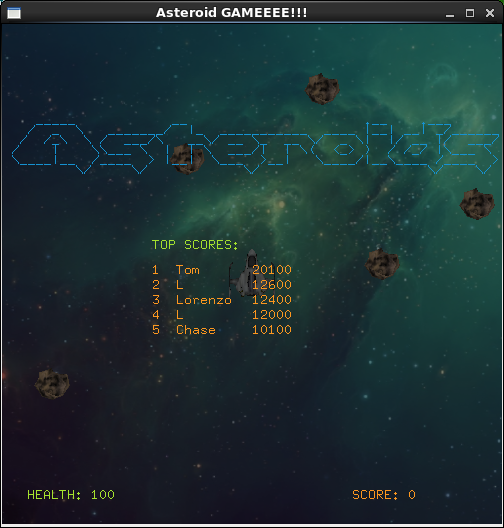 Asteroid GAMEEEE!!!
Asteroids
TOP SCORES:
1 Tom 20100
2 L 12600
3 Lorenzo 12400
4 L 12000
5 Chase 10100
HEALTH: 100 SCORE: 0